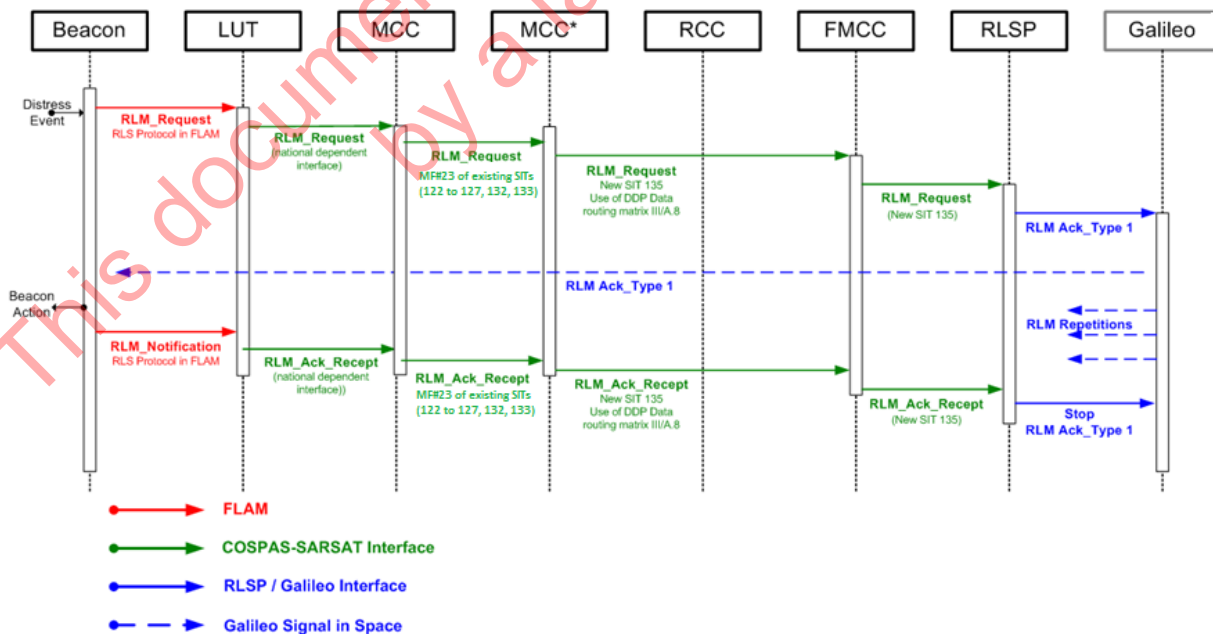 Beacon
LUT
MCC
MCC*
RCC
FMCC
RLSP
Galileo
Distress
Event
RLM_Request
RLS Protocol in FLAM
RLM_Request
(national dependent
interface)
RLM_Request
MF#23 of existing SITs
(122 to 127, 132, 133)
RLM_Request
New SIT 135
Use of DDP Data
routing matrix III/A.8
RLM_Request
(New SIT 135)
RLM Ack_Type 1
RLM Ack_Type 1
Beacon
Action
RLM Repetitions
RLM_Notification
RLS Protocol in FLAM
RLM_Ack_Recept
(national dependent
interface))
RLM_Ack_Recept
MF#23 of existing SITs
(122 to 127, 132, 133)
RLM_Ack_Recept
New SIT 135
Use of DDP Data
routing matrix III/A.8
RLM_Ack_Recept
(New SIT 135)
Stop
RLM Ack_Type 1
FLAM
COSPAS-SARSAT Interface
RLSP / Galileo Interface
Galileo Signal in Space
This document
by a la